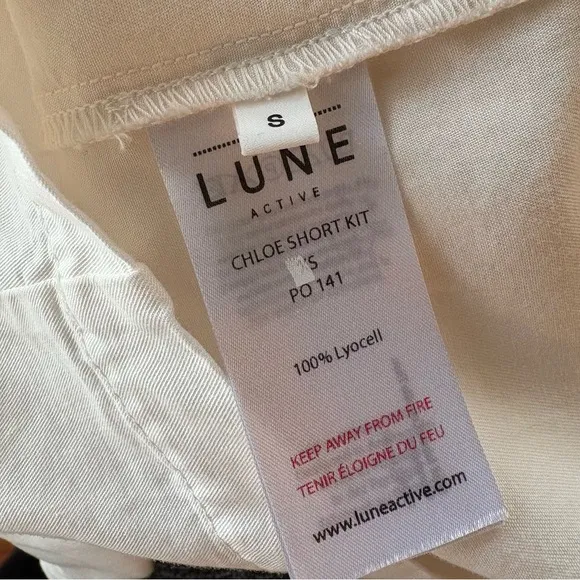 S
LUNE
ACTIVE
CHLOE SHORT KIT
S
PO 141
100% Lyocell
KEEP AWAY FROM FIRE
TENIR ÉLOIGNE DU FEU
www.luneactive.com